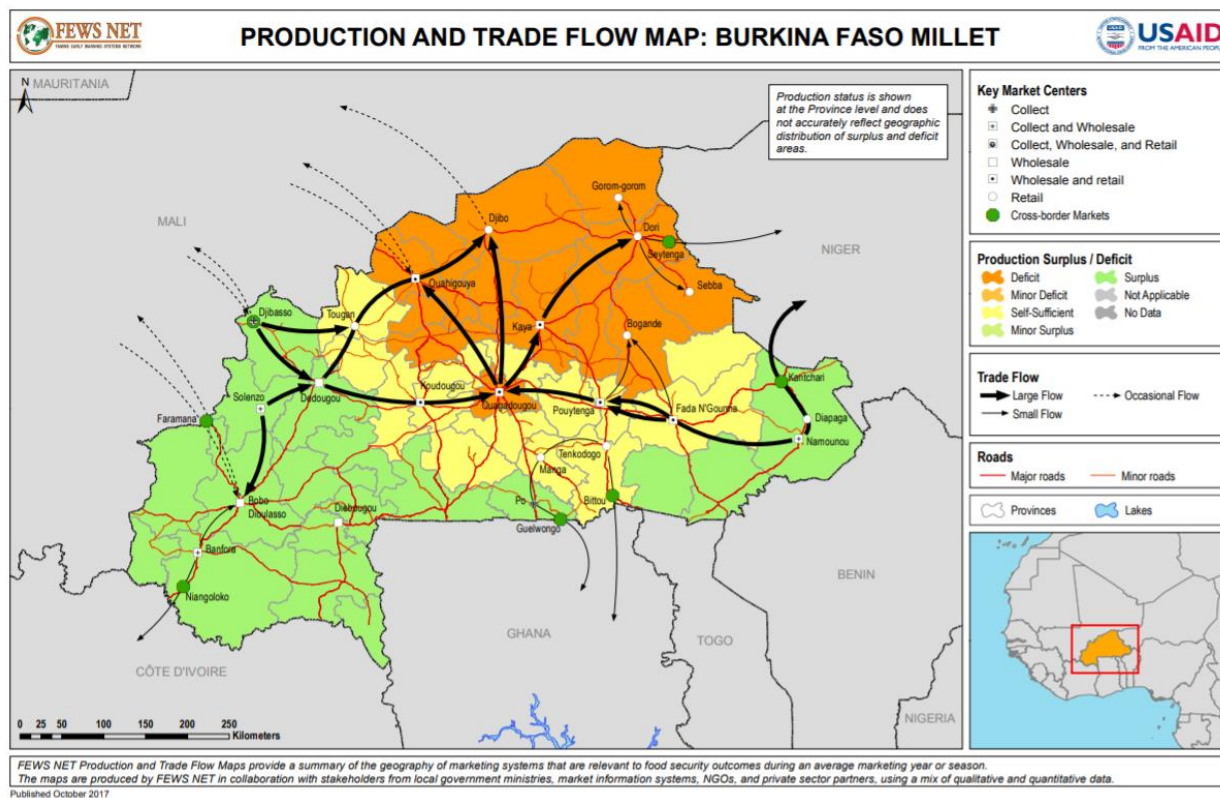 FEWS NET
FAMINE EARLY WARNING SYSTEMS NETWORK
PRODUCTION AND TRADE FLOW MAP: BURKINA FASO MILLET
USAID
FROM THE AMERICAN PEOPLE
N
MAURITANIA
Production status is shown
at the Province level and does
not accurately reflect geographic
distribution of surplus and deficit
areas.
Gorom-gorom
MALI
Djibo
Dori
NIGER
Seytenga
Ouahigouya
Sebba
Djibasso
Tougan
Kaya
Bogande
Kantchari
Solenzo
Dedougou
Koudougou
Ouagadougou
Pouytenga
Fada N'Gourma
Diapaga
Faramana
Namounou
Tenkodogo
Manga
Bobo
Dioulasso
Diebougou
Po
Bittou
Guelwongo
Banfora
Niangoloko
BENIN
GHANA
TOGO
CÔTE D'IVOIRE
NIGERIA
0 25 50 100 150 200 250
Kilometers
Key Market Centers
Collect
Collect and Wholesale
Collect, Wholesale, and Retail
Wholesale
Wholesale and retail
Retail
Cross-border Markets
Production Surplus / Deficit
Deficit Surplus
Minor Deficit Not Applicable
Self-Sufficient No Data
Minor Surplus
Trade Flow
Large Flow Occasional Flow
Small Flow
Roads
Major roads Minor roads
Provinces Lakes
FEWS NET Production and Trade Flow Maps provide a summary of the geography of marketing systems that are relevant to food security outcomes during an average marketing year or season.
The maps are produced by FEWS NET in collaboration with stakeholders from local government ministries, market information systems, NGOs, and private sector partners, using a mix of qualitative and quantitative data.
Published October 2017